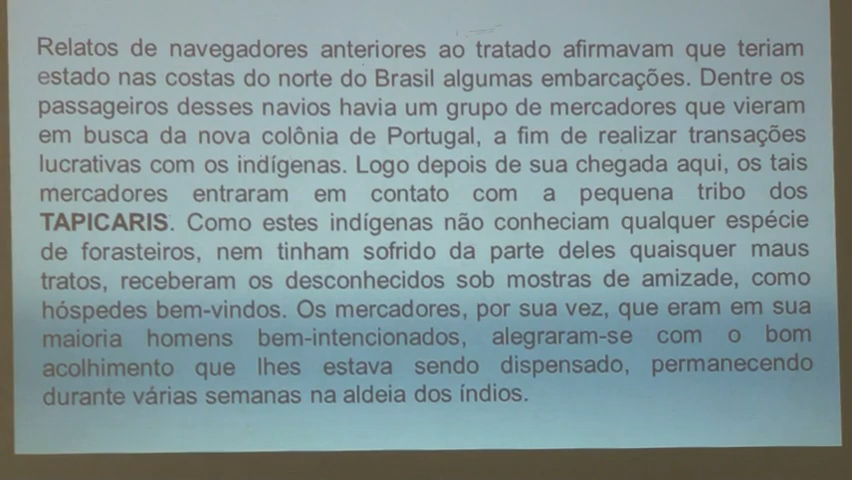 Relatos de navegadores anteriores ao tratado afirmavam que teriam
estado nas costas do norte do Brasil algumas embarcações. Dentre os
passageiros desses navios havia um grupo de mercadores que vieram
em busca da nova colônia de Portugal, a fim de realizar transações
lucrativas com os indígenas. Logo depois de sua chegada aqui, os tais
mercadores entraram em contato com a pequena tribo dos
TAPICARIS. Como estes indígenas não conheciam qualquer espécie
de forasteiros, nem tinham sofrido da parte deles quaisquer maus
tratos, receberam os desconhecidos sob mostras de amizade, como
hóspedes bem-vindos. Os mercadores, por sua vez, que eram em sua
maioria homens bem-intencionados, alegraram-se com o bom
acolhimento que lhes estava sendo dispensado, permanecendo
durante várias semanas na aldeia dos índios.